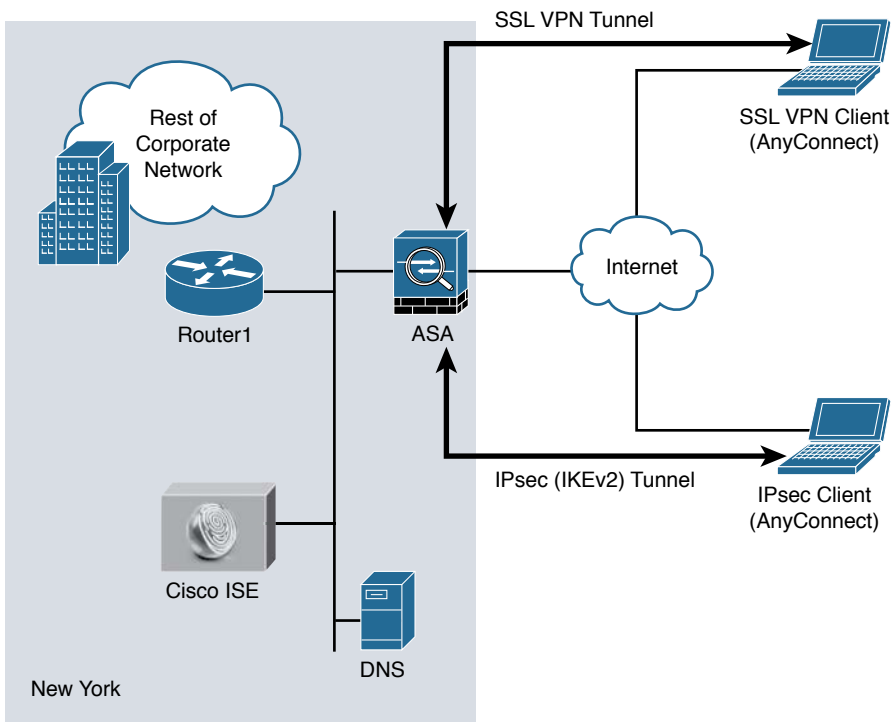 SSL VPN Tunnel
Rest of
Corporate
Network
SSL VPN Client
(AnyConnect)
Internet
Router1
ASA
IPsec (IKEv2) Tunnel
IPsec Client
(AnyConnect)
Cisco ISE
DNS
New York